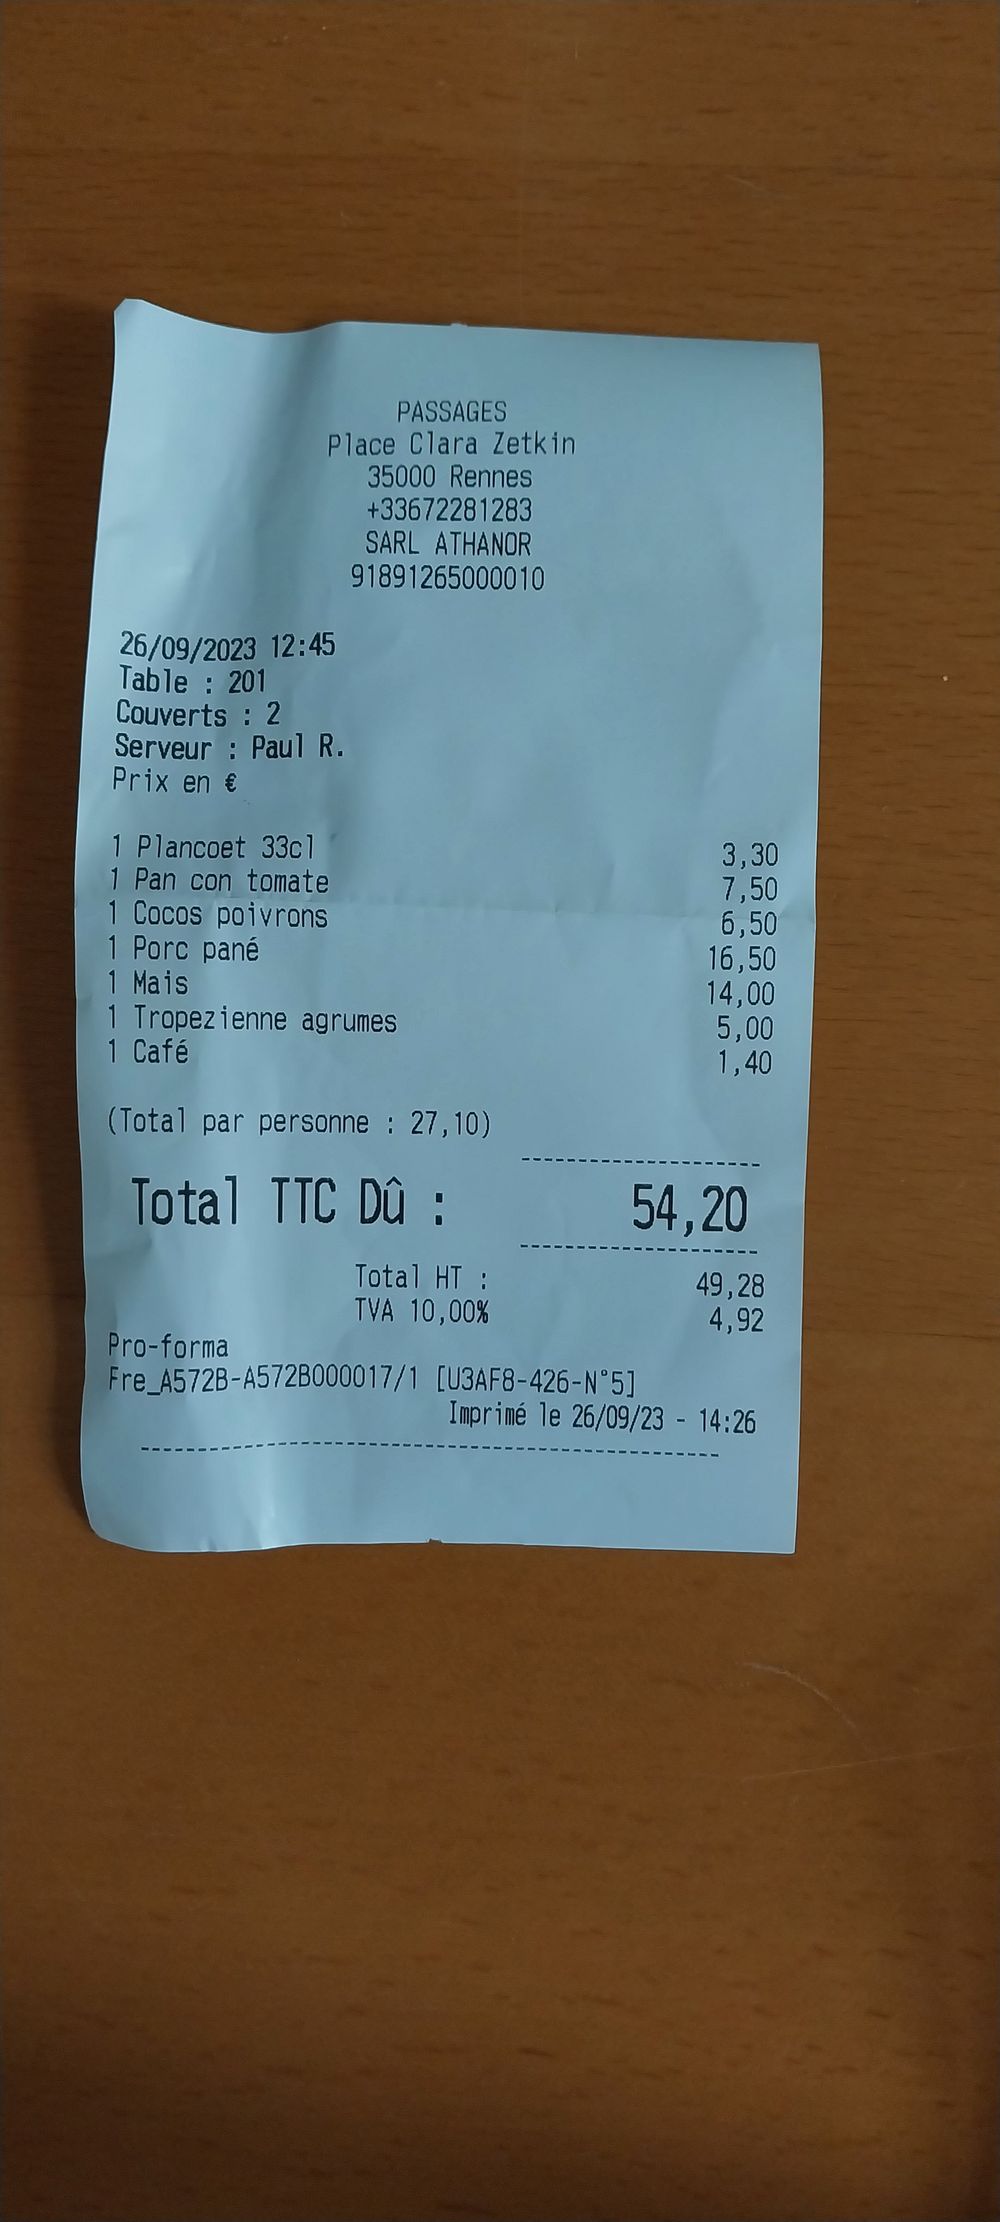 PASSAGES
Place Clara Zetkin
35000 Rennes
+33672281283
SARL ATHANOR
91891265000010
26/09/2023 12:45
Table : 201
Couverts : 2
Serveur : Paul R.
Prix en €
1 Plancoet 33cl 3,30
1 Pan con tomate 7,50
1 Cocos poivrons 6,50
1 Porc pané 16,50
1 Mais 14,00
1 Tropezienne agrumes 5,00
1 Café 1,40
(Total par personne : 27,10)
Total TTC Dû : 54,20
Total HT : 49,28
TVA 10,00% 4,92
Pro-forma
Fre_A572B-A572B000017/1 [U3AF8-426-N°5]
Imprimé le 26/09/23 - 14:26